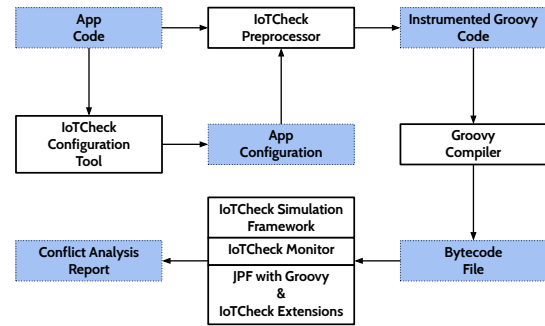 App
Code
IoTCheck
Preprocessor
Instrumented Groovy
Code
IoTCheck
Configuration
Tool
App
Configuration
Groovy
Compiler
Conflict Analysis
Report
IoTCheck Simulation
Framework
IoTCheck Monitor
JPF with Groovy
&
IoTCheck Extensions
Bytecode
File